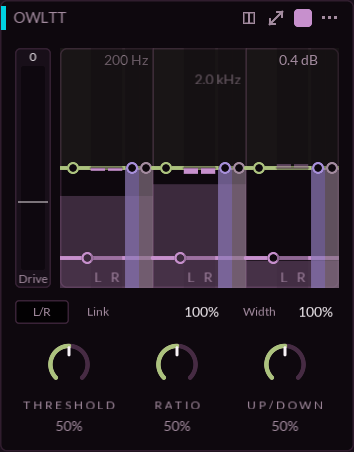 OWLTT
0
200 Hz
0.4 dB
2.0 kHz
Drive
L R
L R
L R
L/R
Link
100%
Width
100%
THRESHOLD
RATIO
UP/DOWN
50%
50%
50%